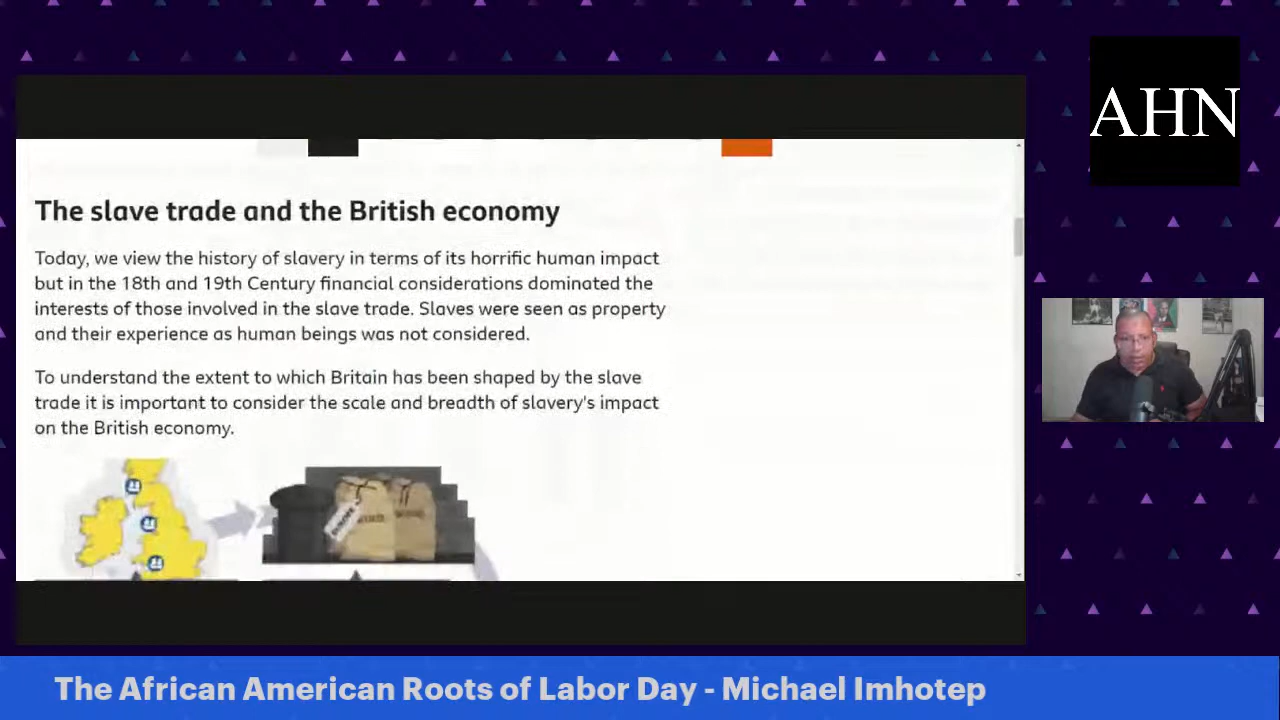 AHN
The slave trade and the British economy
Today, we view the history of slavery in terms of its horrific human impact
but in the 18th and 19th Century financial considerations dominated the
interests of those involved in the slave trade. Slaves were seen as property
and their experience as human beings was not considered.
To understand the extent to which Britain has been shaped by the slave
trade it is important to consider the scale and breadth of slavery's impact
on the British economy.
The African American Roots of Labor Day - Michael Imhotep